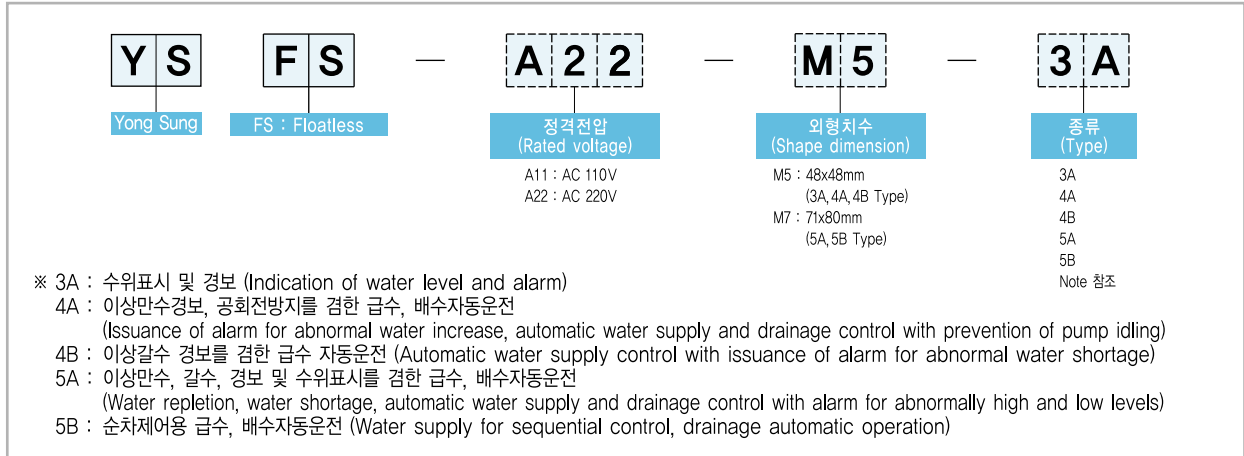 YS FS — A22 — M5 — 3A
Yong Sung
FS : Floatless
정격전압
(Rated voltage)
A11 : AC 110V
A22 : AC 220V
외형치수
(Shape dimension)
M5 : 48x48mm
(3A, 4A, 4B Type)
M7 : 71x80mm
(5A, 5B Type)
종류
(Type)
3A
4A
4B
5A
5B
Note 참조
※ 3A : 수위표시 및 경보 (Indication of water level and alarm)
4A : 이상만수경보, 공회전방지를 겸한 급수, 배수자동운전
(Issuance of alarm for abnormal water increase, automatic water supply and drainage control with prevention of pump idling)
4B : 이상갈수 경보를 겸한 급수 자동운전 (Automatic water supply control with issuance of alarm for abnormal water shortage)
5A : 이상만수, 갈수, 경보 및 수위표시를 겸한 급수, 배수자동운전
(Water repletion, water shortage, automatic water supply and drainage control with alarm for abnormally high and low levels)
5B : 순차제어용 급수, 배수자동운전 (Water supply for sequential control, drainage automatic operation)